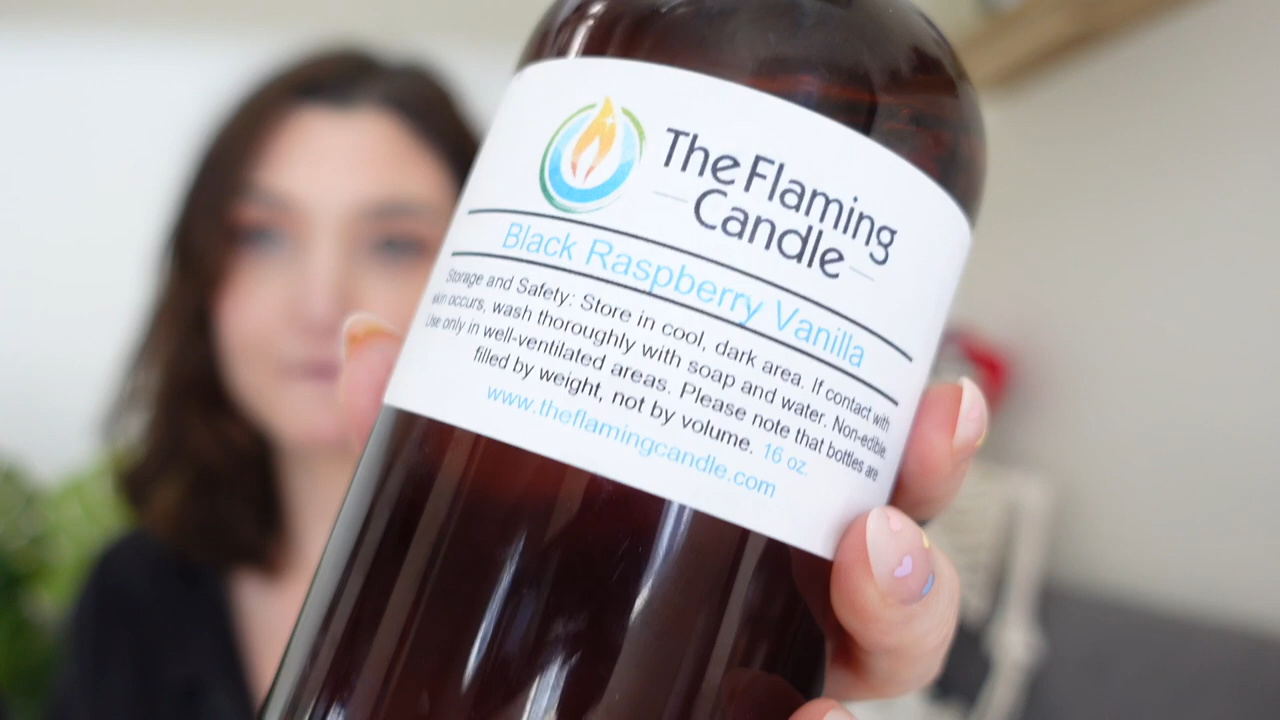 The Flaming
Candle
Black Raspberry Vanilla
Storage and Safety: Store in cool, dark area. If contact with
skin occurs, wash thoroughly with soap and water. Non-edible.
Use only in well-ventilated areas. Please note that bottles are
filled by weight, not by volume. 16 oz.
www.theflamingcandle.com